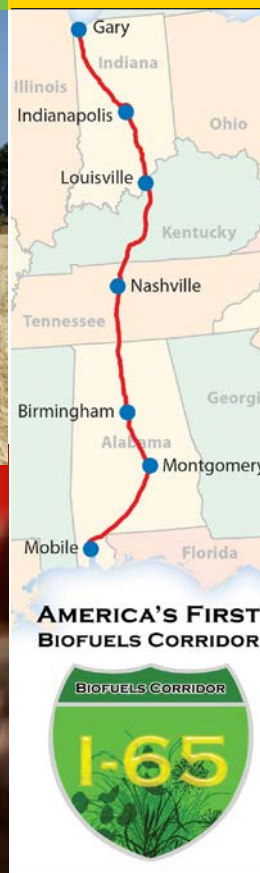 Gary
Indiana
Illinois
Indianapolis
Ohio
Louisville
Kentucky
Nashville
Tennessee
Georgi
Birmingham
Alabama
Montgomery
Mobile
Florida
AMERICA'S FIRST
BIOFUELS CORRIDOR
BIOFUELS CORRIDOR
I-65